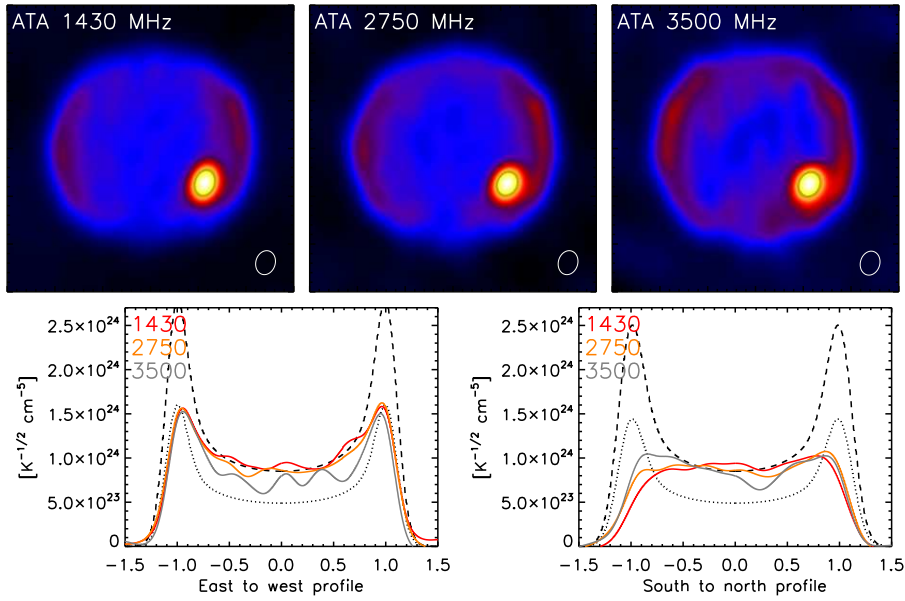 ATA 1430 MHz
ATA 2750 MHz
ATA 3500 MHz
2.5×10²⁴
2.0×10²⁴
1.5×10²⁴
1.0×10²⁴
5.0×10²³
0
[K⁻¹/² cm⁻⁵]
1430
2750
3500
−1.5 −1.0 −0.5 0.0 0.5 1.0 1.5
East to west profile
2.5×10²⁴
2.0×10²⁴
1.5×10²⁴
1.0×10²⁴
5.0×10²³
0
[K⁻¹/² cm⁻⁵]
1430
2750
3500
−1.5 −1.0 −0.5 0.0 0.5 1.0 1.5
South to north profile